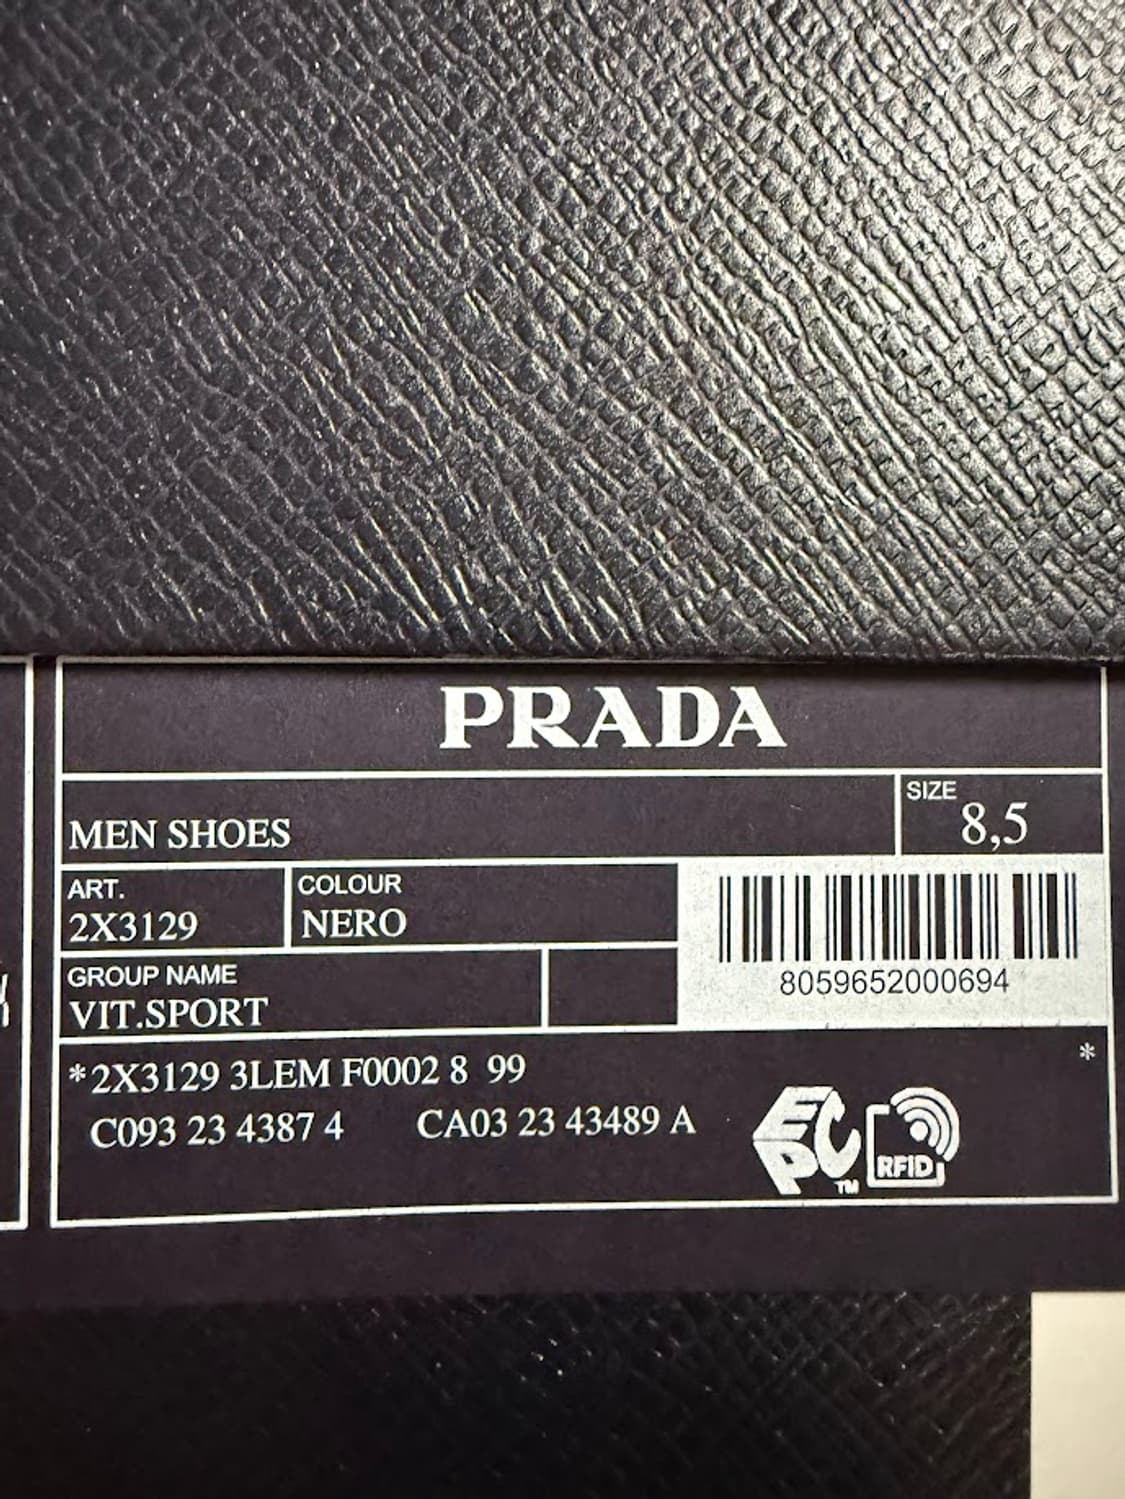 PRADA
MEN SHOES
SIZE
8,5
ART.
2X3129
COLOUR
NERO
8059652000694
GROUP NAME
VIT.SPORT
*2X3129 3LEM F0002 8 99 *
C093 23 4387 4 CA03 23 43489 A
EPC TM
RFID